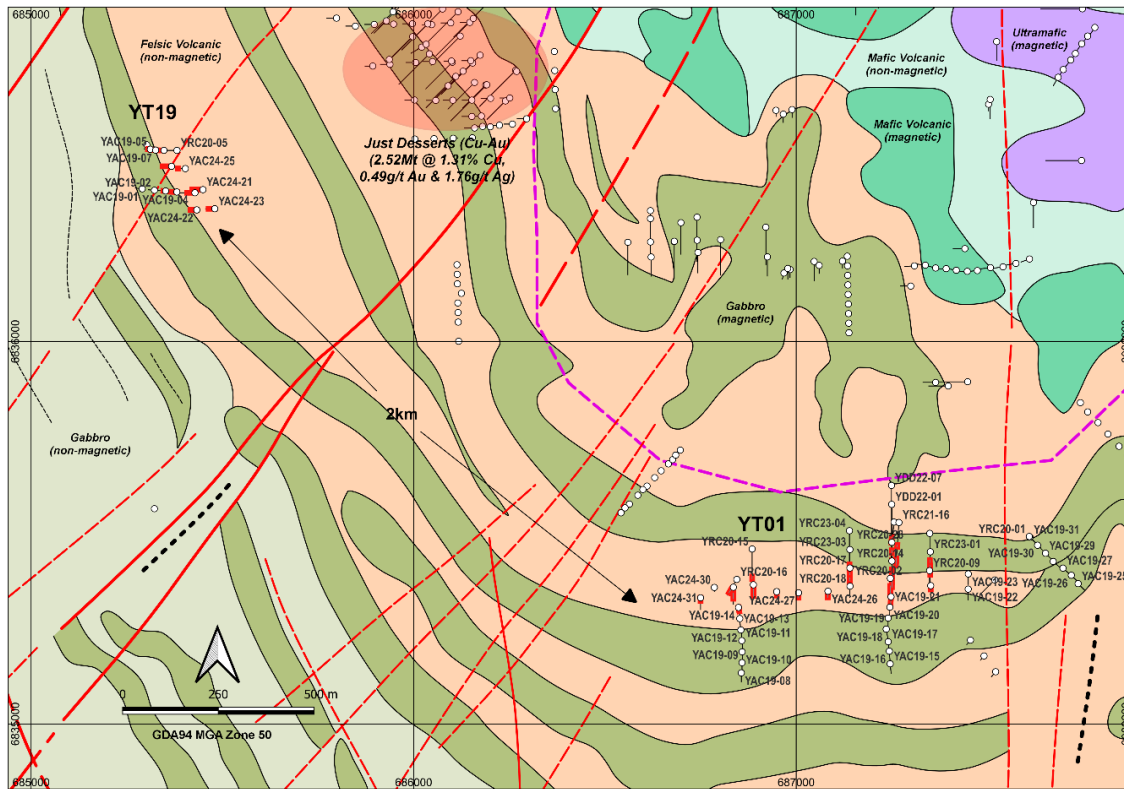 685000
686000
687000
Felsic Volcanic
(non-magnetic)
Ultramafic
(magnetic)
Mafic Volcanic
(non-magnetic)
Mafic Volcanic
(magnetic)
YT19
YAC19-05
YRC20-05
YAC19-07
YAC24-25
YAC19-02
YAC24-21
YAC19-01
YAC19-04
YAC24-23
YAC24-22
Just Desserts (Cu-Au)
(2.52Mt @ 1.31% Cu,
0.49g/t Au & 1.76g/t Ag)
Gabbro
(magnetic)
6836000
2km
Gabbro
(non-magnetic)
YT01
YDD22-07
YDD22-01
YRC21-16
YRC23-04
YRC20-01
YAC19-31
YRC23-03
YRC23-01
YAC19-30
YAC19-29
YRC20-15
YRC20-17
YRC20-14
YRC20-09
YAC19-27
YRC20-16
YRC20-18
YRC20-02
YAC19-26
YAC19-25
YAC24-30
YAC19-23
YAC24-31
YAC24-27
YAC24-26
YAC19-21
YAC19-22
YAC19-14
YAC19-13
YAC19-19
YAC19-20
YAC19-12
YAC19-11
YAC19-18
YAC19-17
YAC19-09
YAC19-10
YAC19-16
YAC19-15
YAC19-08
0 250 500 m
GDA94 MGA Zone 50
6835000
685000
686000
687000